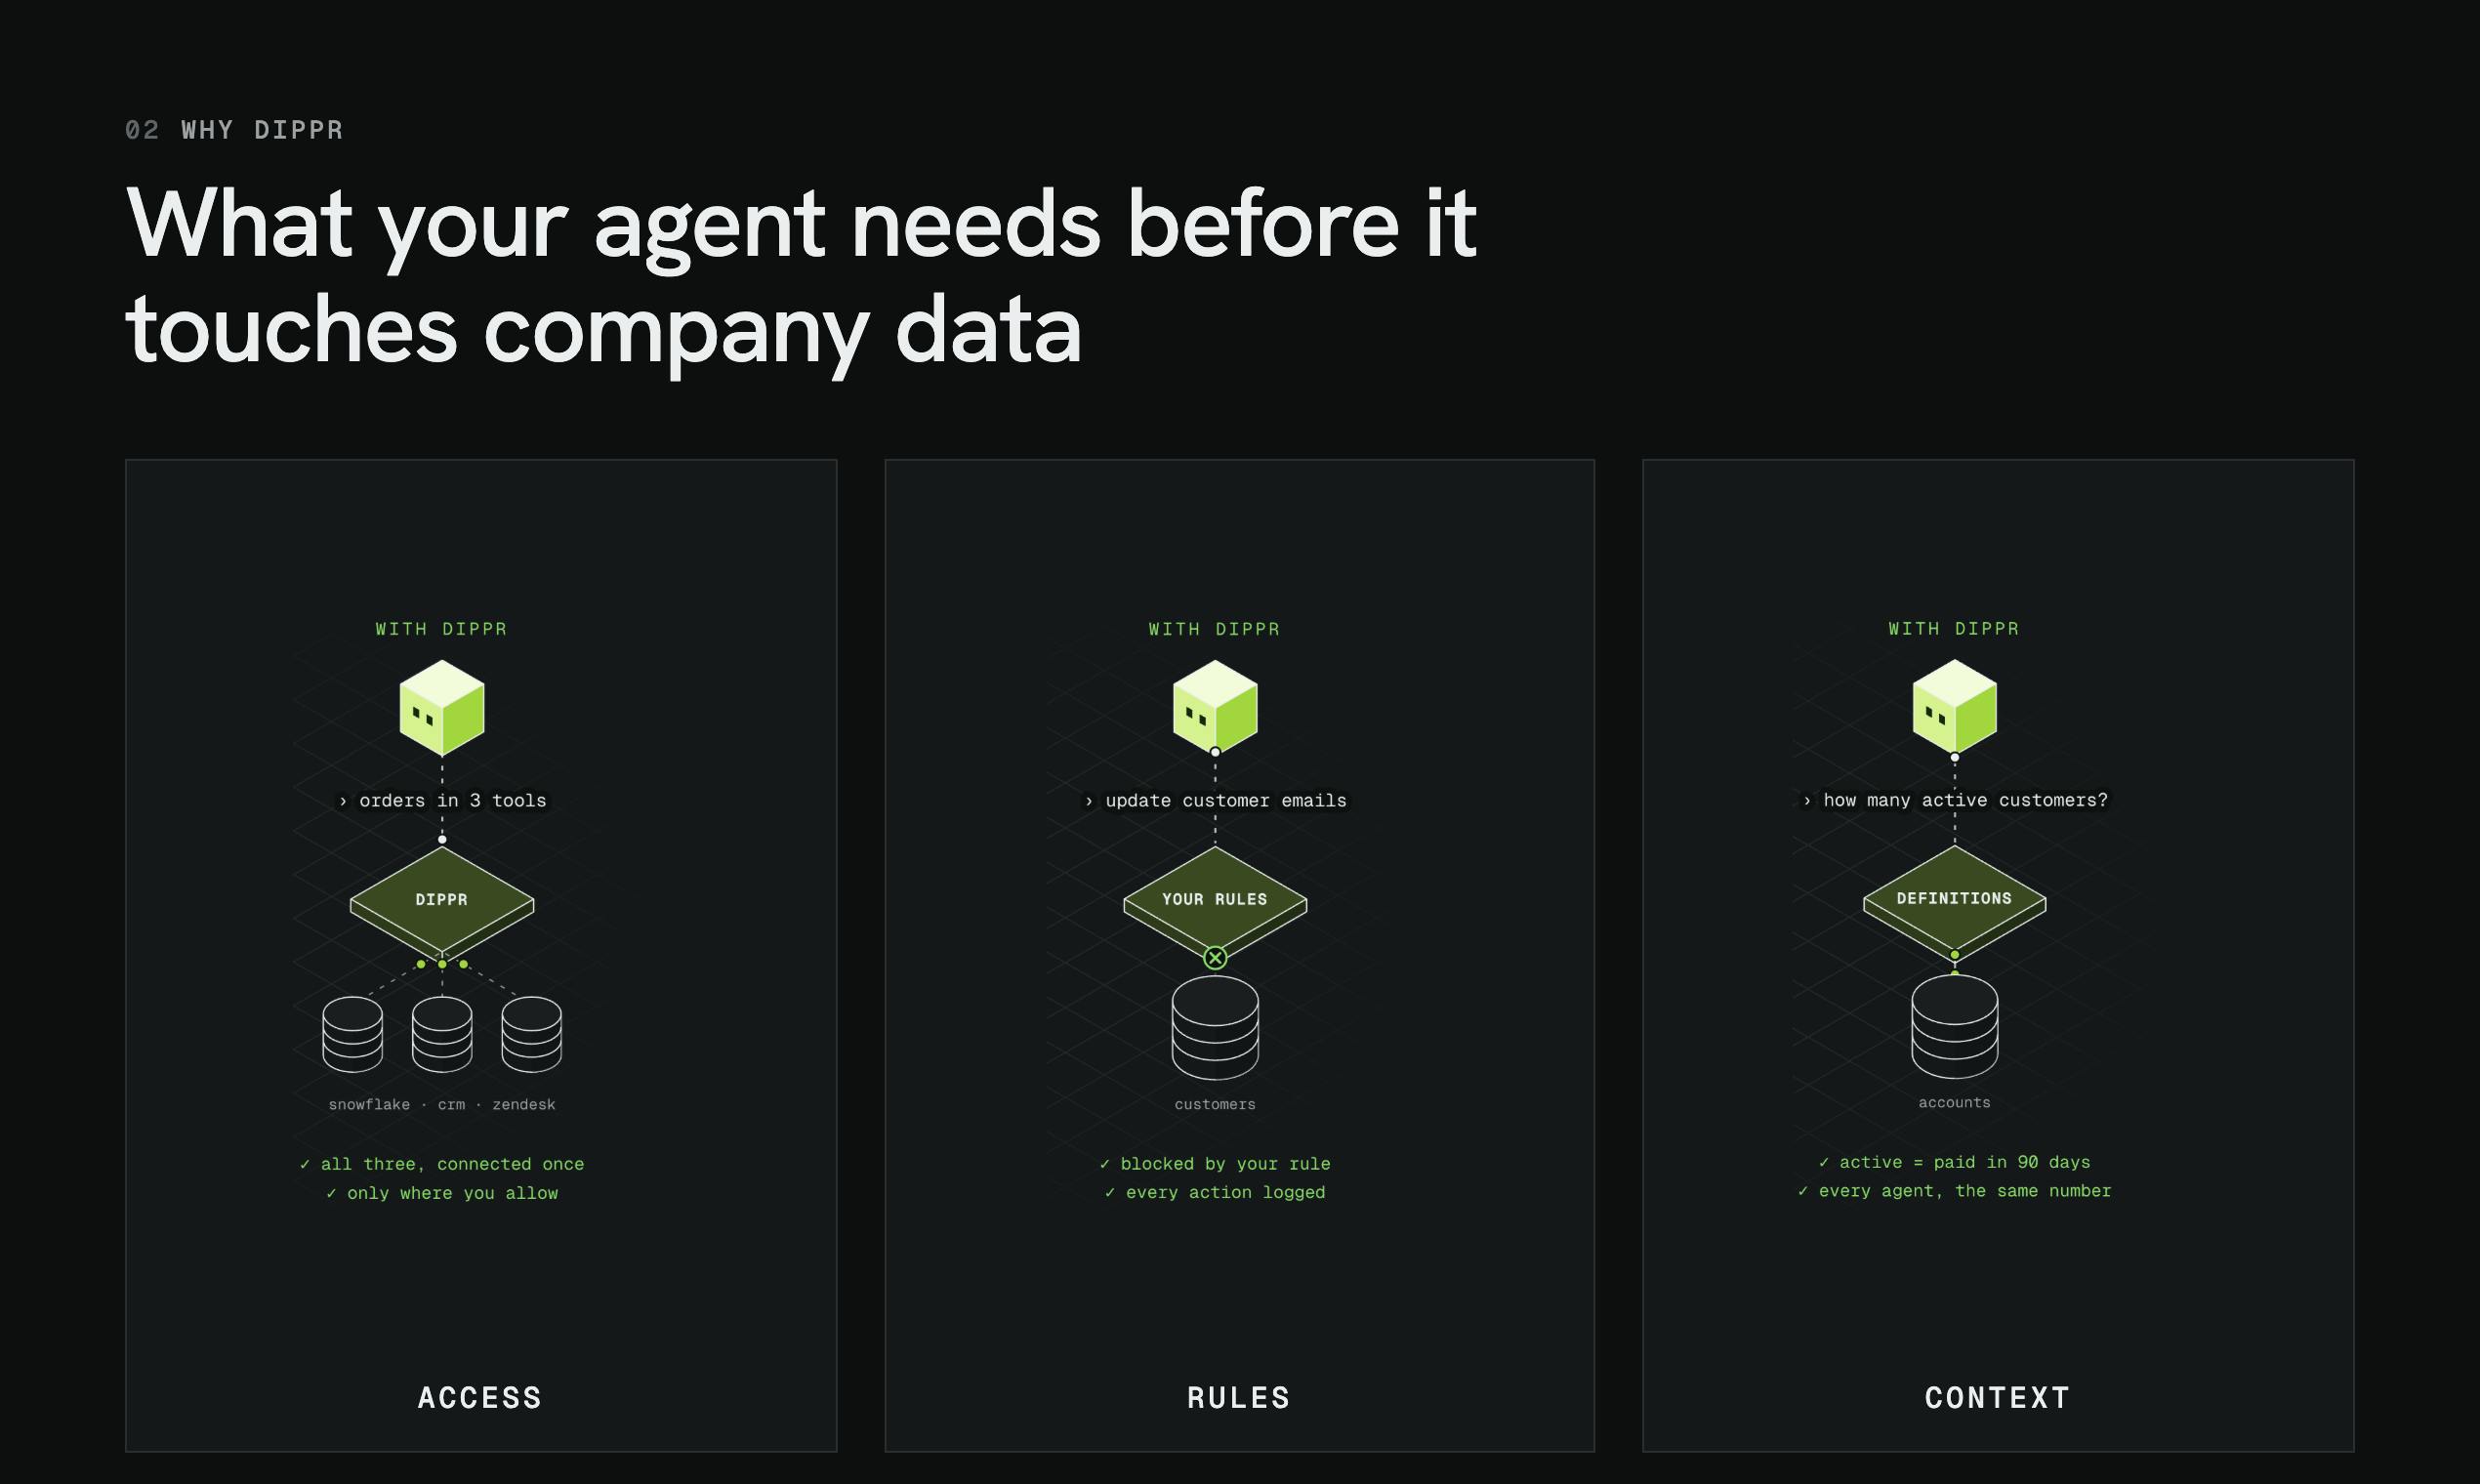 02 WHY DIPPR
What your agent needs before it
touches company data
WITH DIPPR
› orders in 3 tools
DIPPR
snowflake · crm · zendesk
✓ all three, connected once
✓ only where you allow
ACCESS
WITH DIPPR
› update customer emails
YOUR RULES
customers
✓ blocked by your rule
✓ every action logged
RULES
WITH DIPPR
› how many active customers?
DEFINITIONS
accounts
✓ active = paid in 90 days
✓ every agent, the same number
CONTEXT